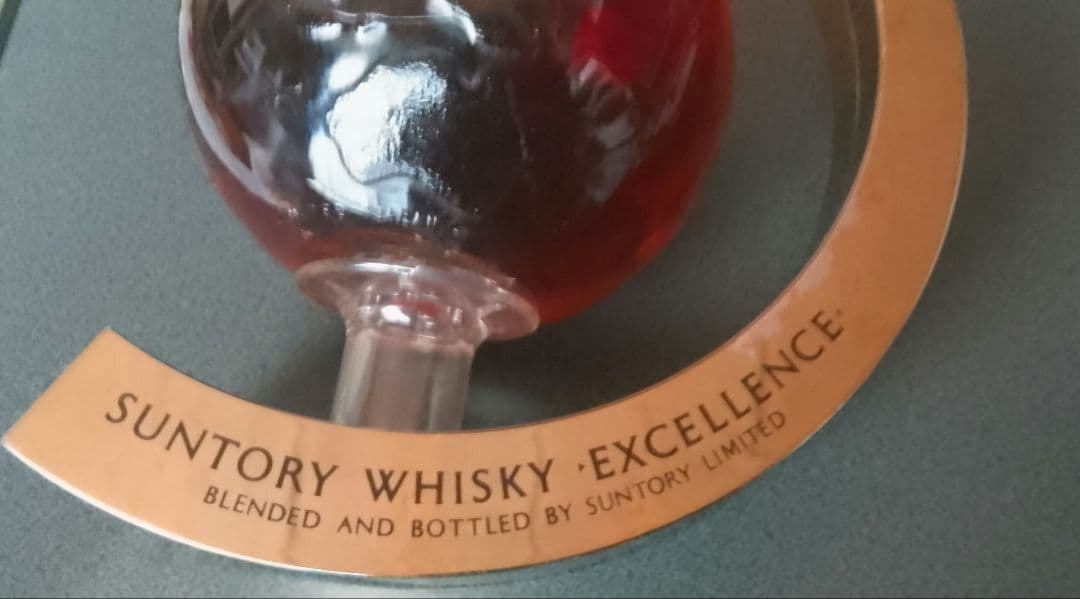 SUNTORY WHISKY ·EXCELLENCE·
BLENDED AND BOTTLED BY SUNTORY LIMITED